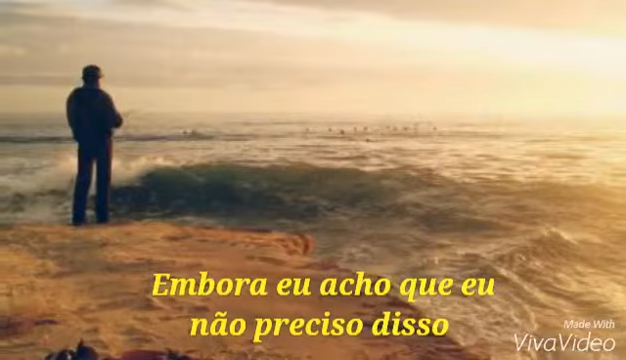 Embora eu acho que eu
não preciso disso
Made With
VivaVideo